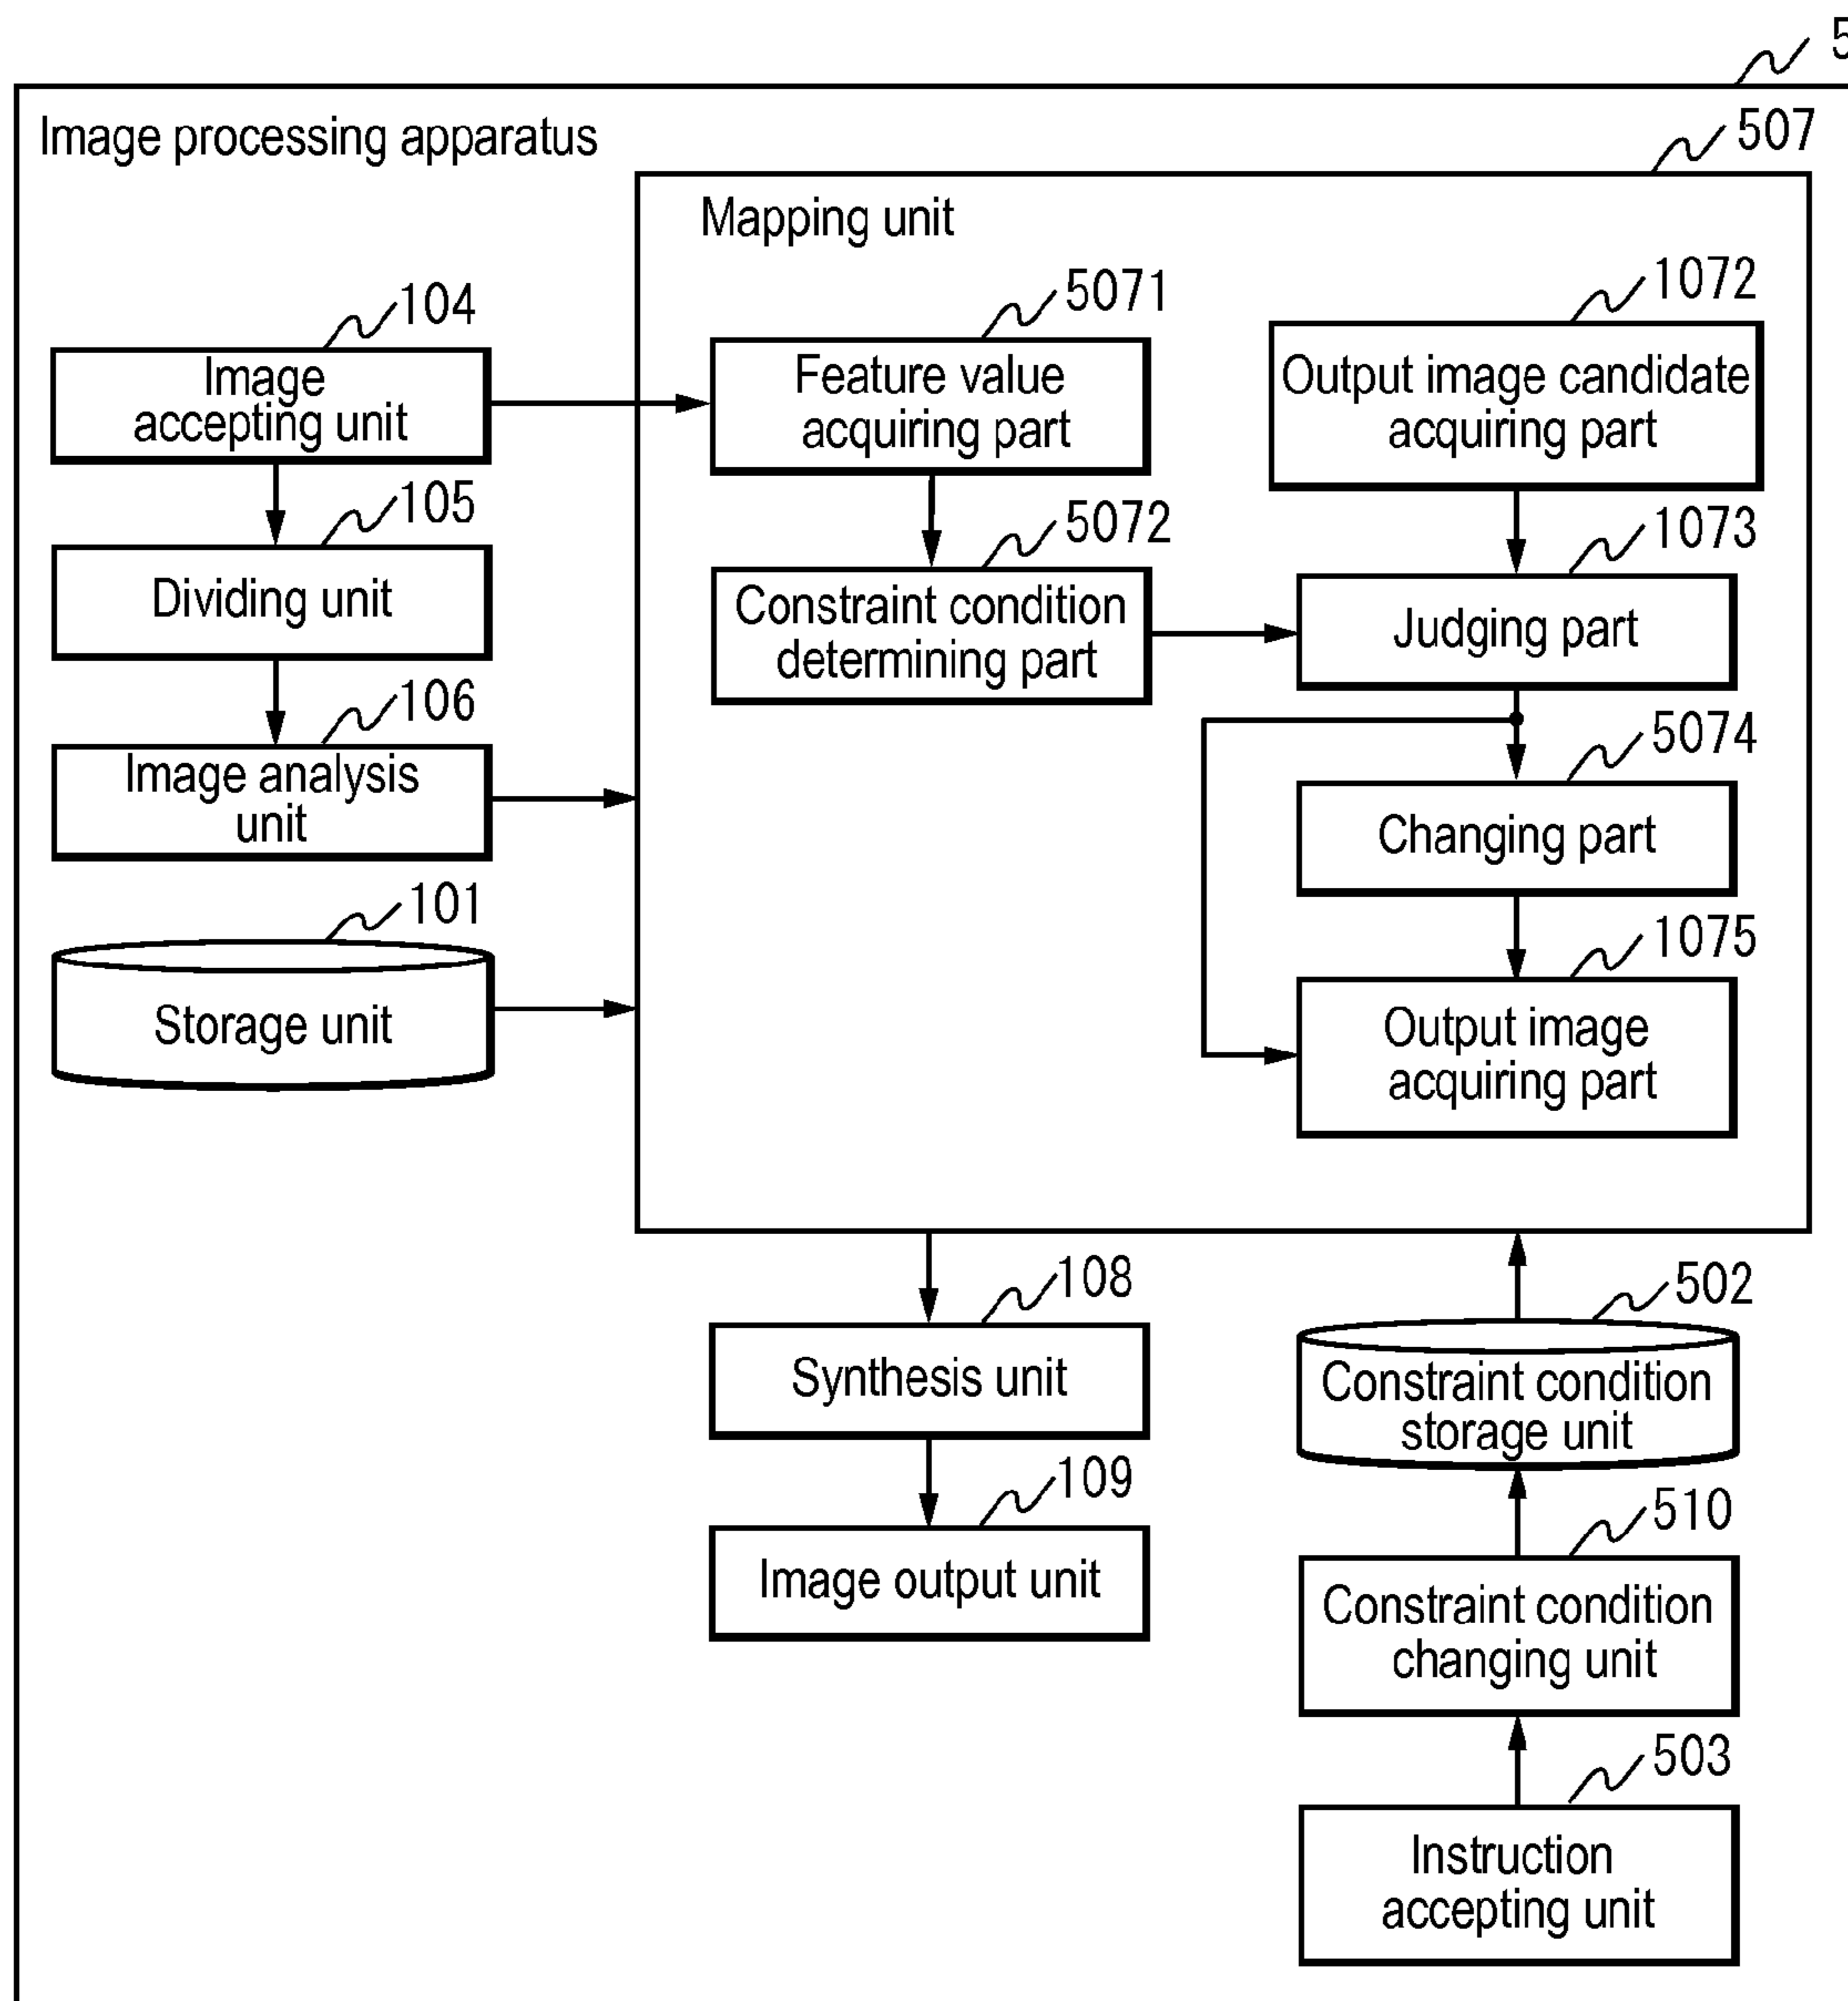 5
Image processing apparatus
507
Mapping unit
104
Image
accepting unit
5071
Feature value
acquiring part
1072
Output image candidate
acquiring part
105
Dividing unit
5072
Constraint condition
determining part
1073
Judging part
106
Image analysis
unit
5074
Changing part
101
Storage unit
1075
Output image
acquiring part
108
Synthesis unit
502
Constraint condition
storage unit
109
Image output unit
510
Constraint condition
changing unit
503
Instruction
accepting unit